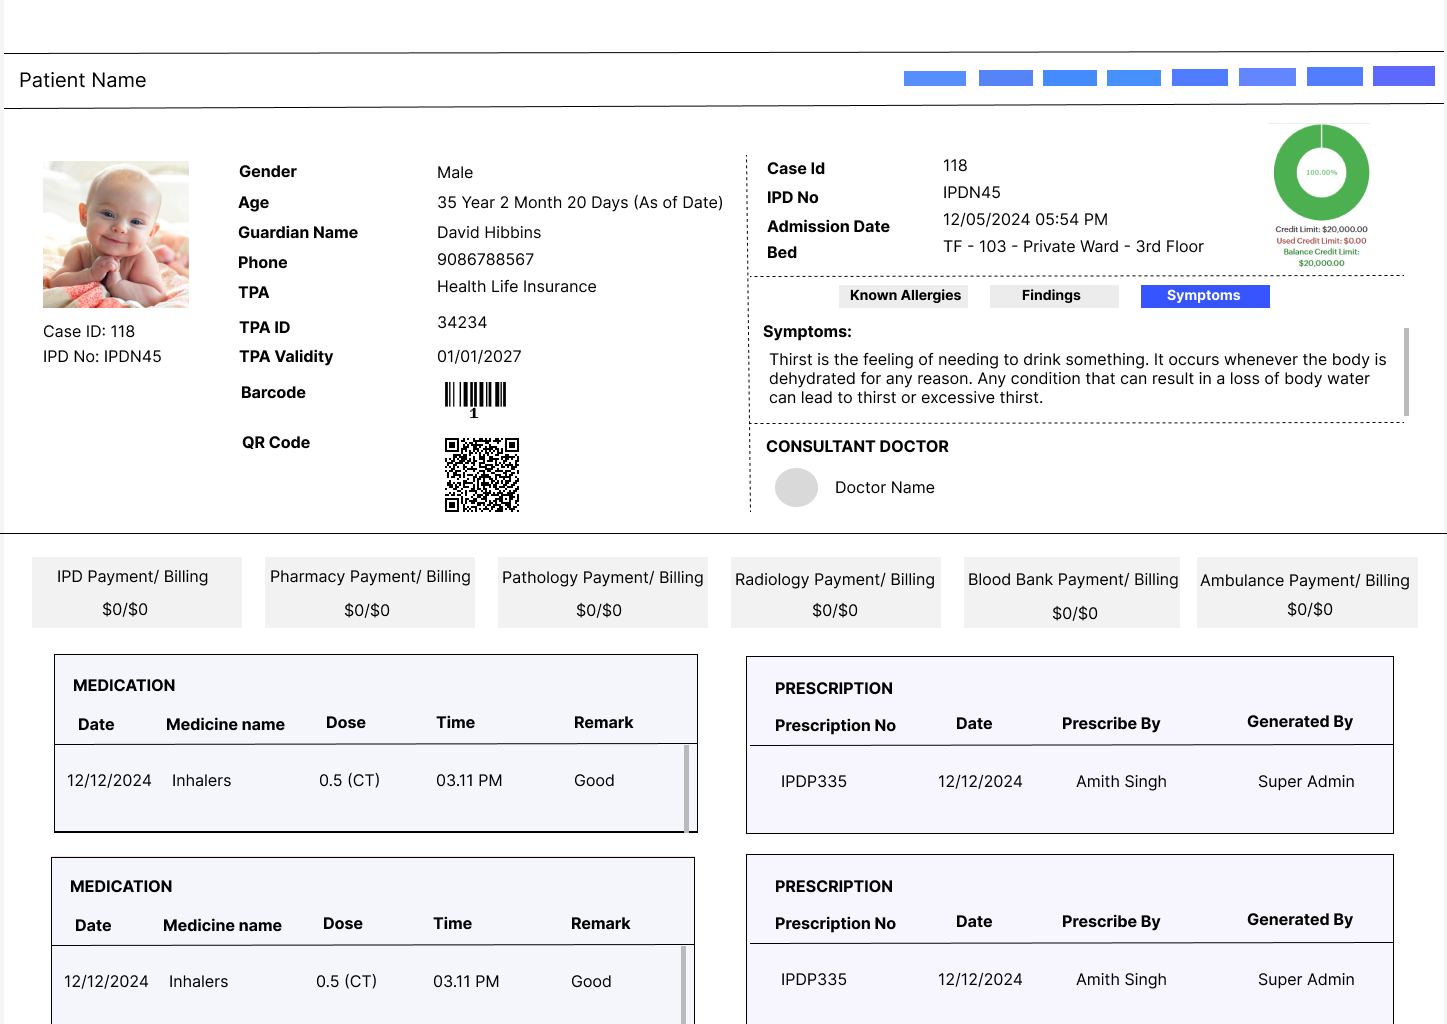 Patient Name
Gender Male
Age 35 Year 2 Month 20 Days (As of Date)
Guardian Name David Hibbins
Phone 9086788567
TPA Health Life Insurance
TPA ID 34234
TPA Validity 01/01/2027
Barcode
1
QR Code
Case ID: 118
IPD No: IPDN45
Case Id 118
IPD No IPDN45
Admission Date 12/05/2024 05:54 PM
Bed TF - 103 - Private Ward - 3rd Floor
100.00%
Credit Limit: $20,000.00
Used Credit Limit: $0.00
Balance Credit Limit:
$20,000.00
Known Allergies Findings Symptoms
Symptoms:
Thirst is the feeling of needing to drink something. It occurs whenever the body is
dehydrated for any reason. Any condition that can result in a loss of body water
can lead to thirst or excessive thirst.
CONSULTANT DOCTOR
Doctor Name
IPD Payment/ Billing
$0/$0
Pharmacy Payment/ Billing
$0/$0
Pathology Payment/ Billing
$0/$0
Radiology Payment/ Billing
$0/$0
Blood Bank Payment/ Billing
$0/$0
Ambulance Payment/ Billing
$0/$0
MEDICATION
Date Medicine name Dose Time Remark
12/12/2024 Inhalers 0.5 (CT) 03.11 PM Good
PRESCRIPTION
Prescription No Date Prescribe By Generated By
IPDP335 12/12/2024 Amith Singh Super Admin
MEDICATION
Date Medicine name Dose Time Remark
12/12/2024 Inhalers 0.5 (CT) 03.11 PM Good
PRESCRIPTION
Prescription No Date Prescribe By Generated By
IPDP335 12/12/2024 Amith Singh Super Admin